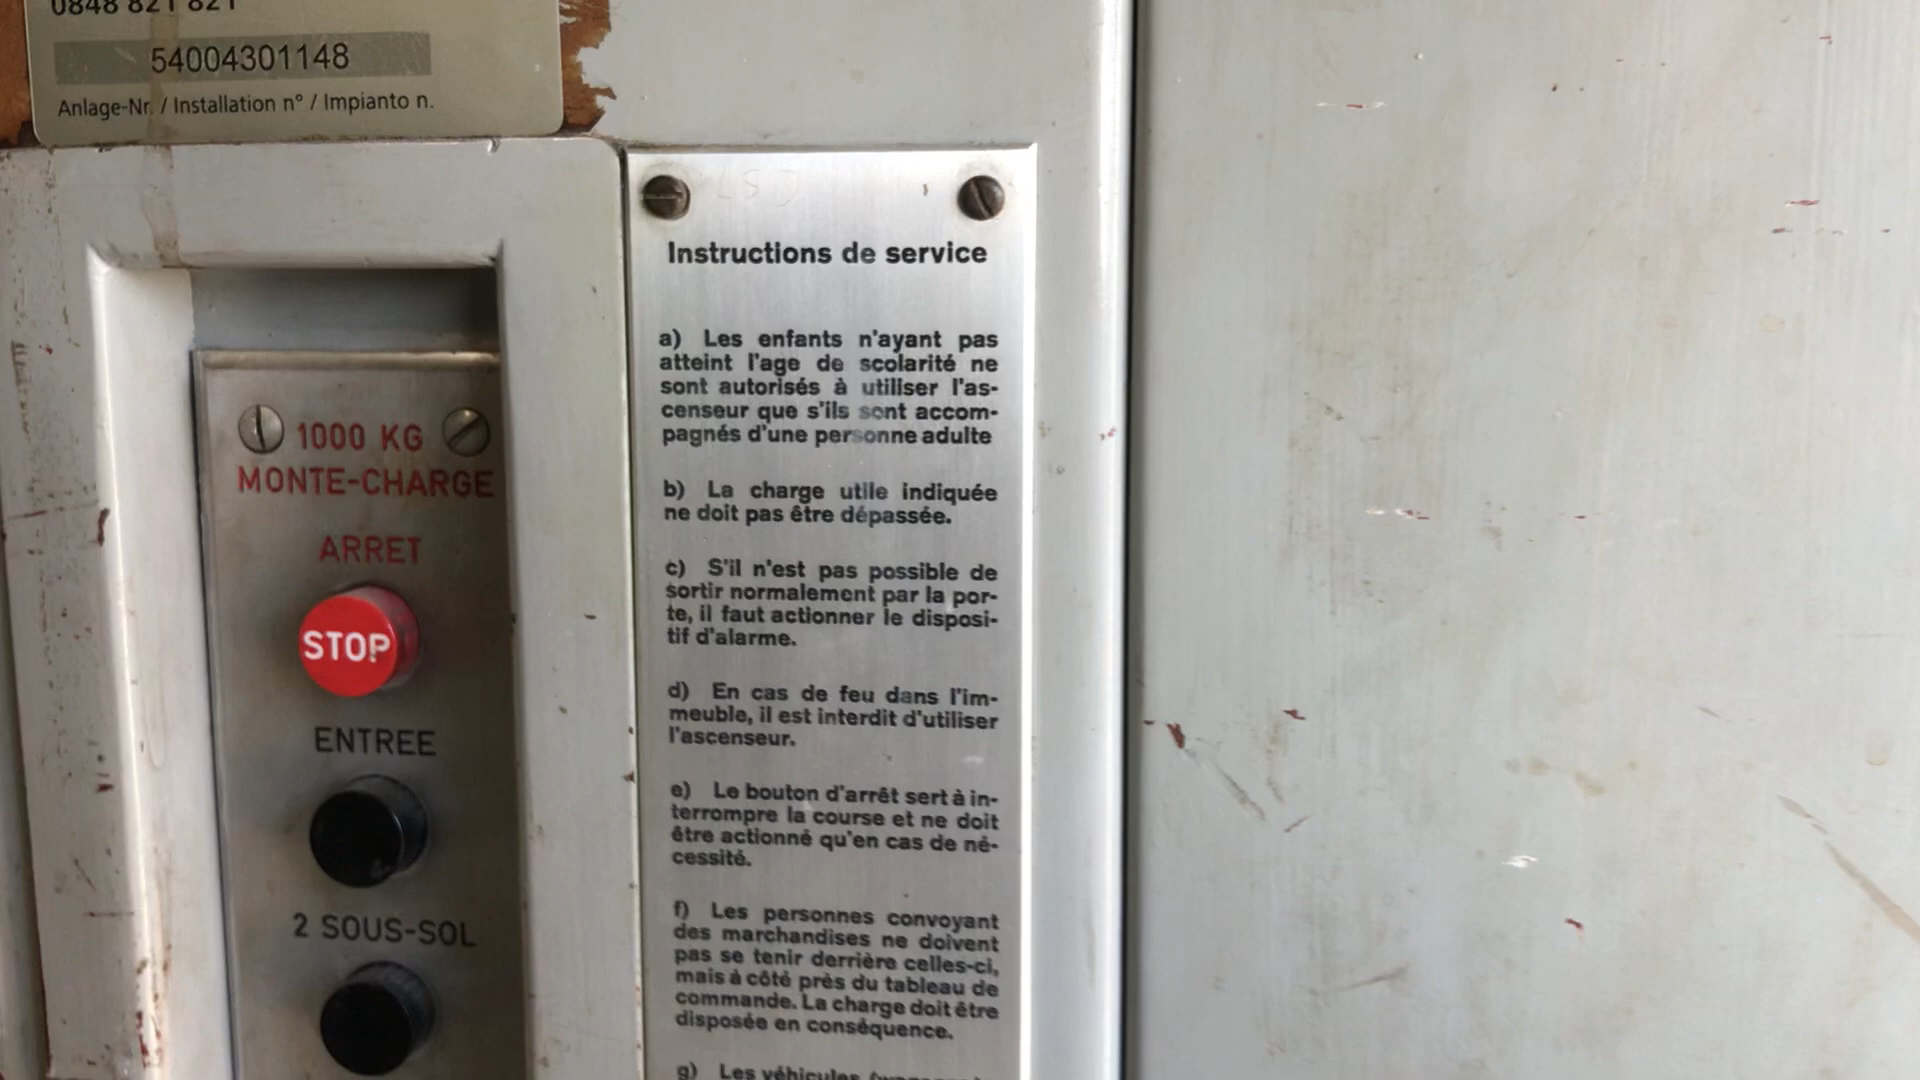 0848 821 821
54004301148
Anlage-Nr. / Installation n° / Impianto n.
1000 KG
MONTE-CHARGE
ARRET
STOP
ENTREE
2 SOUS-SOL
Instructions de service
a) Les enfants n'ayant pas
atteint l'age de scolarité ne
sont autorisés à utiliser l'as-
censeur que s'ils sont accom-
pagnés d'une personne adulte
b) La charge utile indiquée
ne doit pas être dépassée.
c) S'il n'est pas possible de
sortir normalement par la por-
te, il faut actionner le disposi-
tif d'alarme.
d) En cas de feu dans l'im-
meuble, il est interdit d'utiliser
l'ascenseur.
e) Le bouton d'arrêt sert à in-
terrompre la course et ne doit
être actionné qu'en cas de né-
cessité.
f) Les personnes convoyant
des marchandises ne doivent
pas se tenir derrière celles-ci,
mais à côté près du tableau de
commande. La charge doit être
disposée en conséquence.
g) Les véhicules